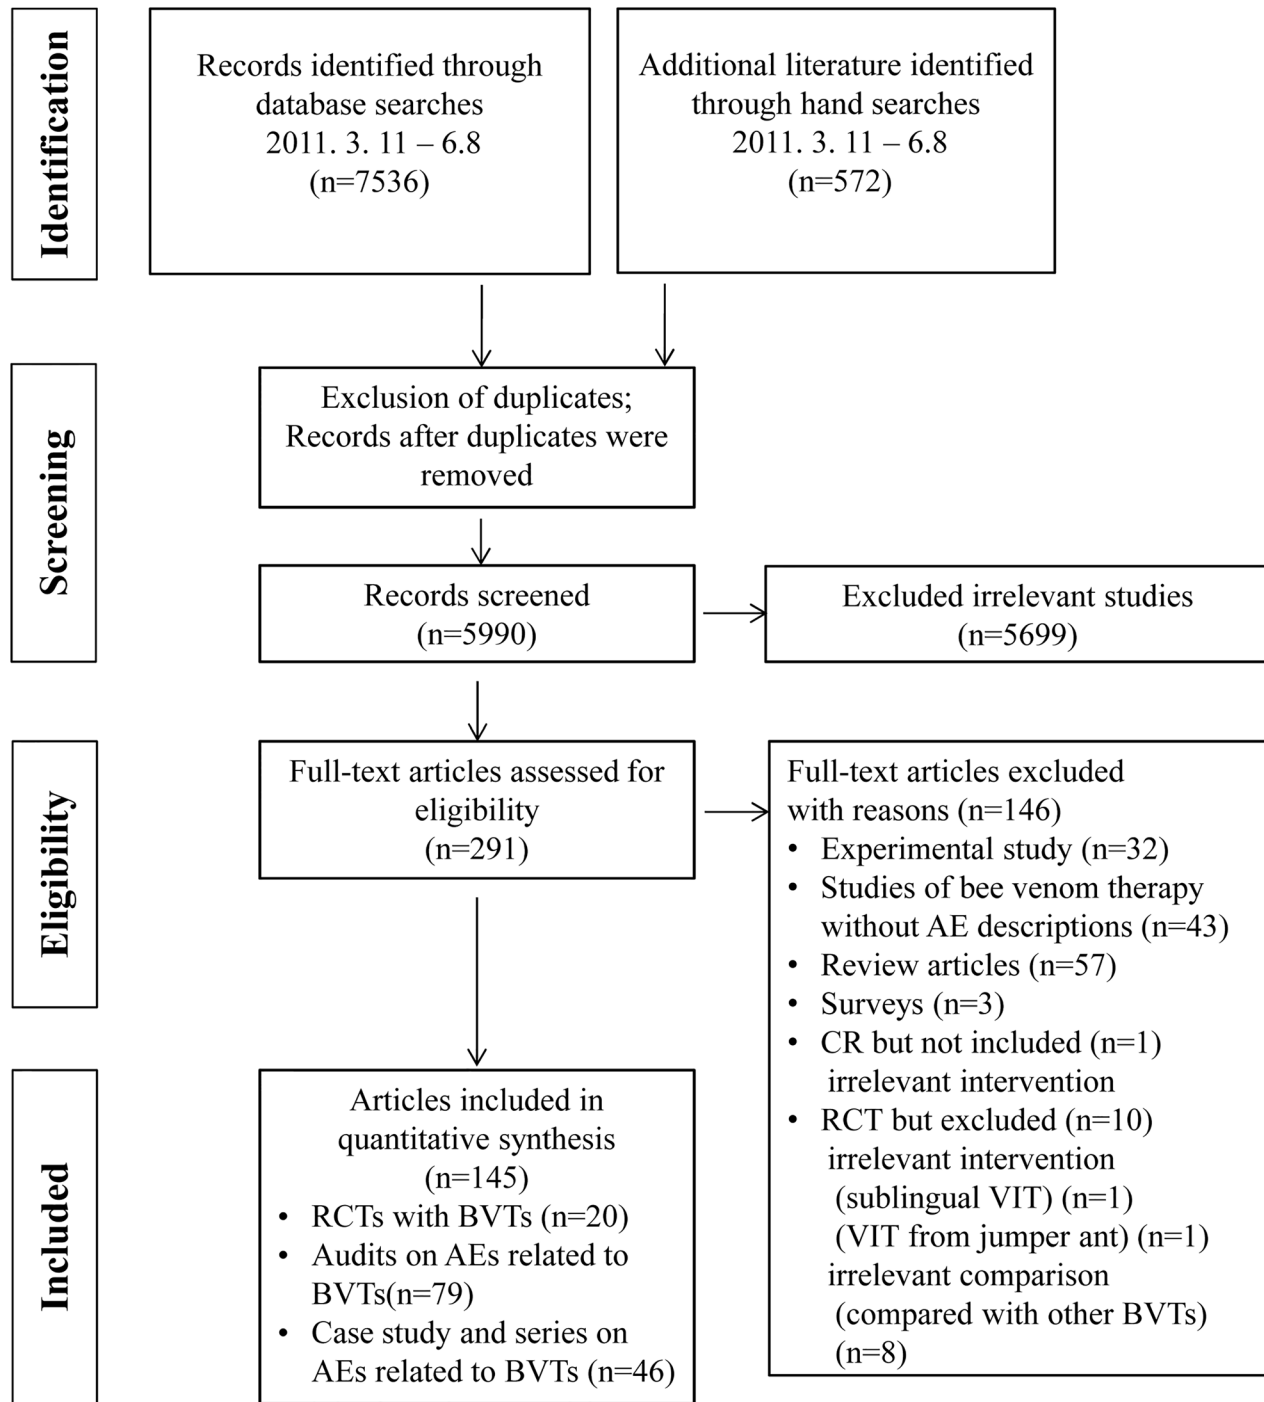 Identification
Records identified through
database searches
2011. 3. 11 – 6.8
(n=7536)
Additional literature identified
through hand searches
2011. 3. 11 – 6.8
(n=572)
Screening
Exclusion of duplicates;
Records after duplicates were
removed
Records screened
(n=5990)
Excluded irrelevant studies
(n=5699)
Eligibility
Full-text articles assessed for
eligibility
(n=291)
Full-text articles excluded
with reasons (n=146)
• Experimental study (n=32)
• Studies of bee venom therapy
without AE descriptions (n=43)
• Review articles (n=57)
• Surveys (n=3)
• CR but not included (n=1)
irrelevant intervention
• RCT but excluded (n=10)
irrelevant intervention
(sublingual VIT) (n=1)
(VIT from jumper ant) (n=1)
irrelevant comparison
(compared with other BVTs)
(n=8)
Included
Articles included in
quantitative synthesis
(n=145)
• RCTs with BVTs (n=20)
• Audits on AEs related to
BVTs(n=79)
• Case study and series on
AEs related to BVTs (n=46)